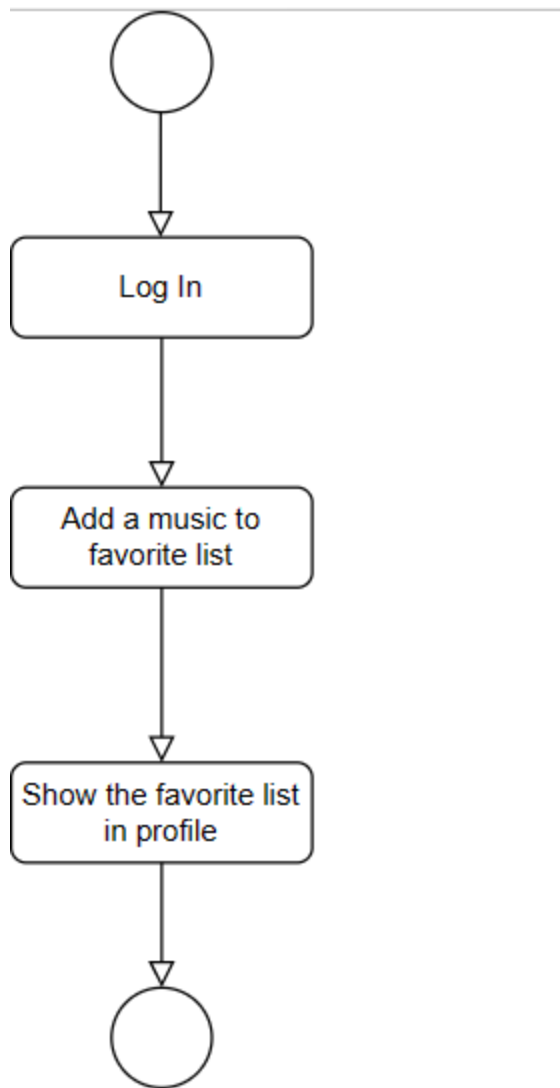 Log In
Add a music to
favorite list
Show the favorite list
in profile